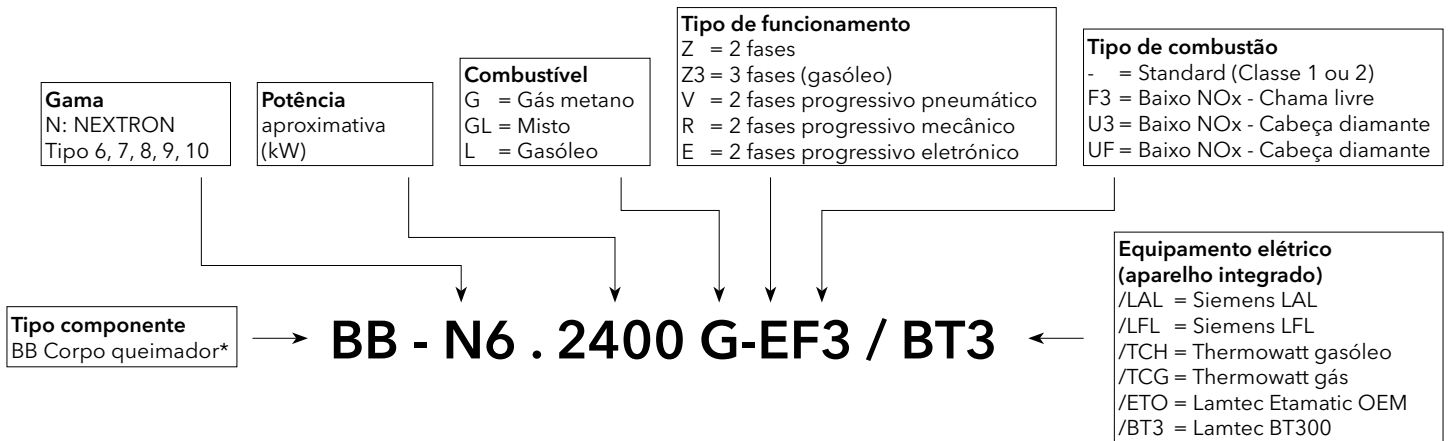 Gama
N: NEXTRON
Tipo 6, 7, 8, 9, 10
Potência
aproximativa
(kW)
Combustível
G = Gás metano
GL = Misto
L = Gasóleo
Tipo de funcionamento
Z = 2 fases
Z3 = 3 fases (gasóleo)
V = 2 fases progressivo pneumático
R = 2 fases progressivo mecânico
E = 2 fases progressivo eletrónico
Tipo de combustão
- = Standard (Classe 1 ou 2)
F3 = Baixo NOx - Chama livre
U3 = Baixo NOx - Cabeça diamante
UF = Baixo NOx - Cabeça diamante
Tipo componente
BB Corpo queimador*
BB - N6 . 2400 G-EF3 / BT3
Equipamento elétrico
(aparelho integrado)
/LAL = Siemens LAL
/LFL = Siemens LFL
/TCH = Thermowatt gasóleo
/TCG = Thermowatt gás
/ETO = Lamtec Etamatic OEM
/BT3 = Lamtec BT300